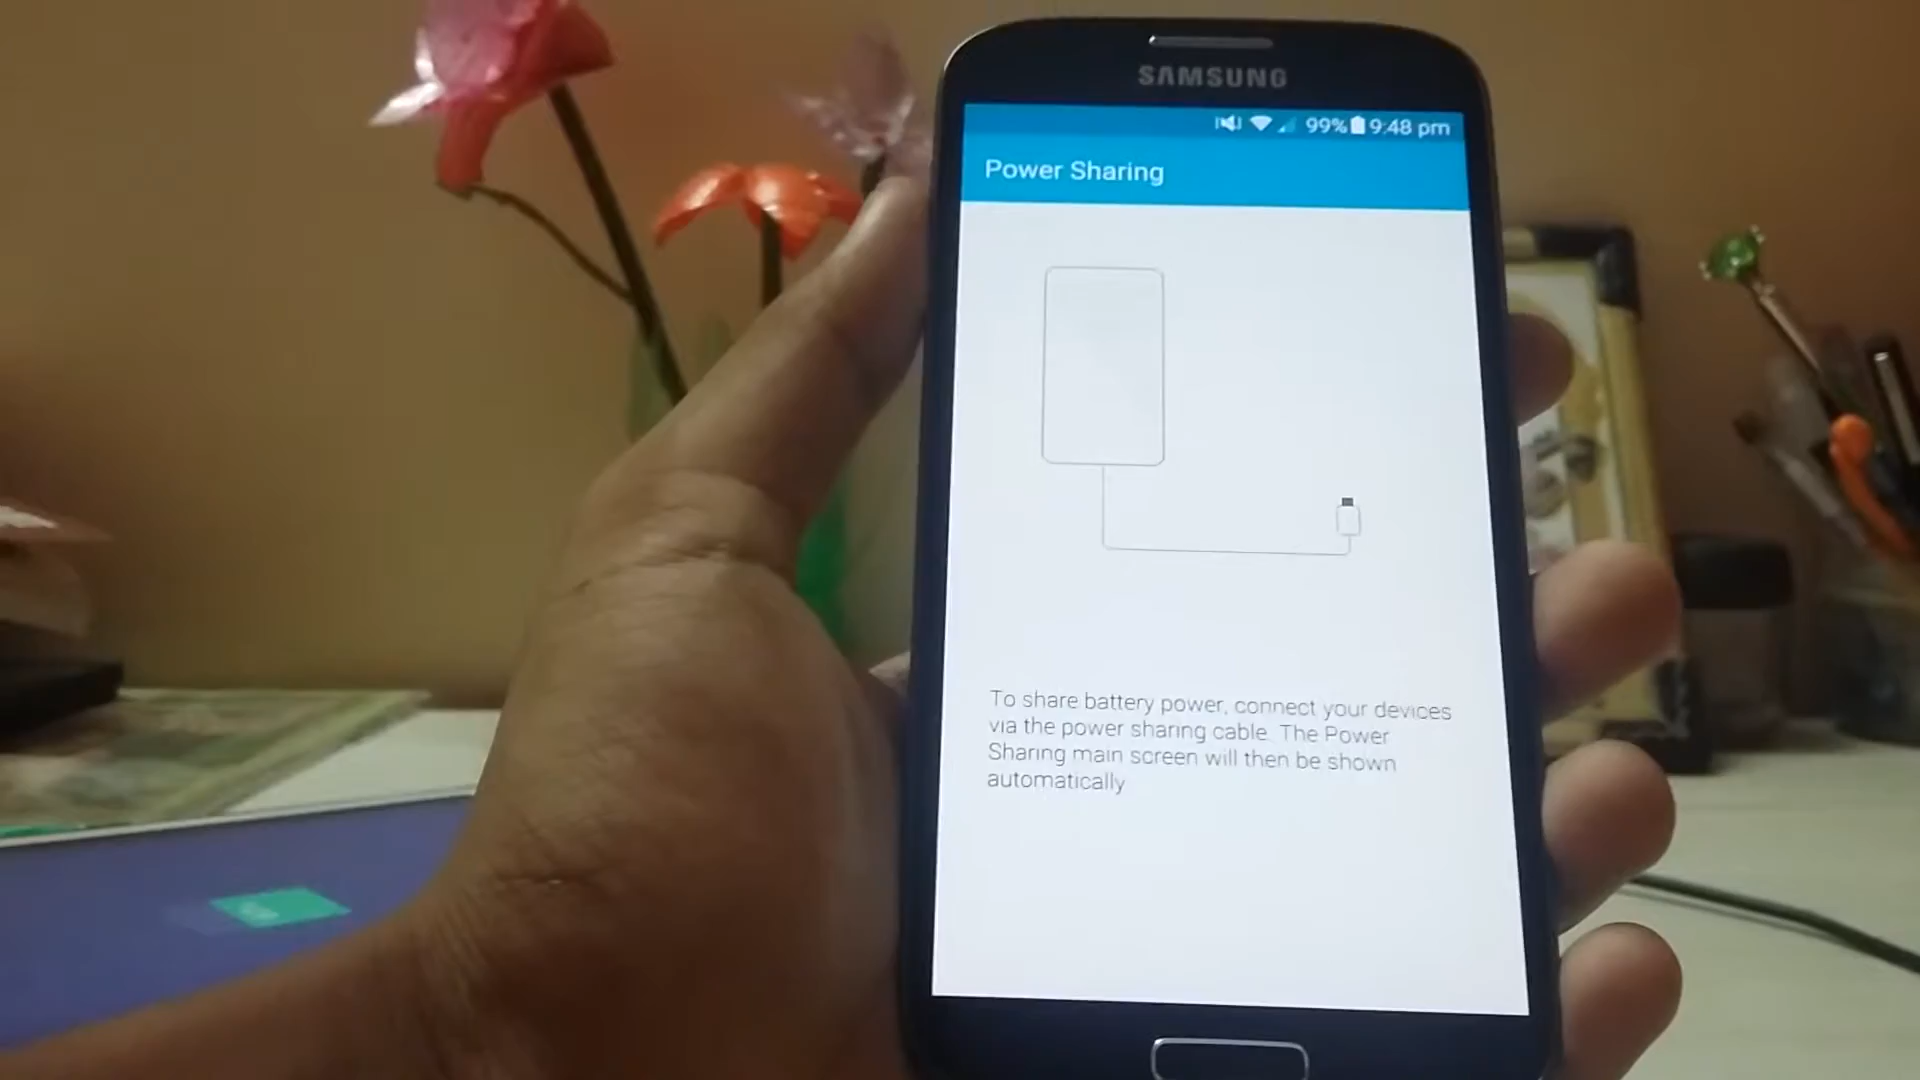 SAMSUNG
99% 9:48 pm
Power Sharing
To share battery power, connect your devices
via the power sharing cable. The Power
Sharing main screen will then be shown
automatically